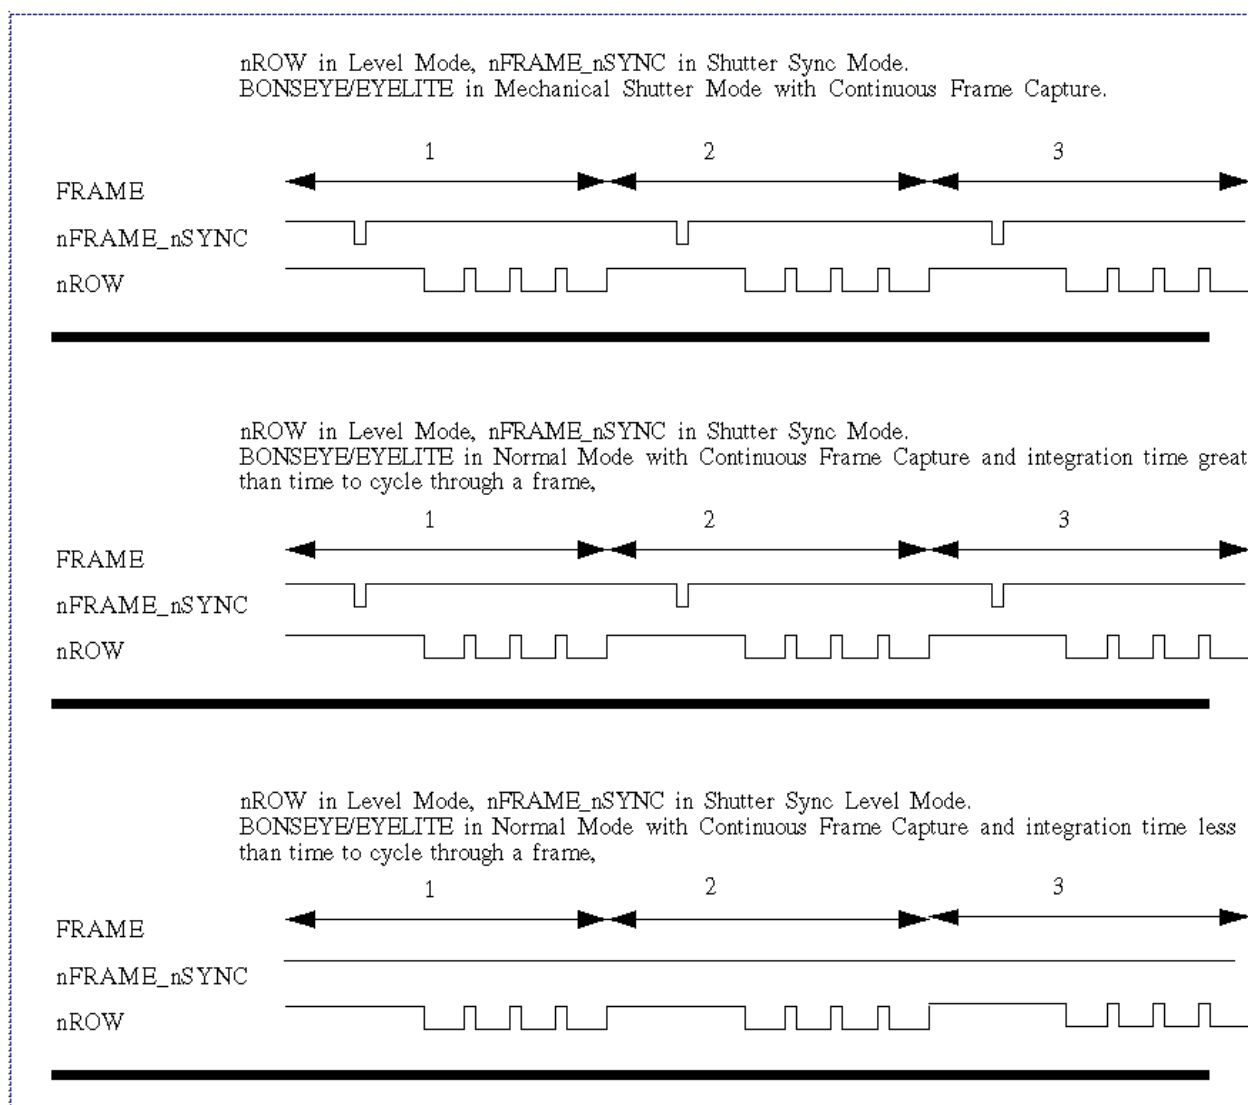 nROW in Level Mode, nFRAME_nSYNC in Shutter Sync Mode.
BONSEYE/EYELITE in Mechanical Shutter Mode with Continuous Frame Capture.
1 2 3
FRAME
nFRAME_nSYNC
nROW
nROW in Level Mode, nFRAME_nSYNC in Shutter Sync Mode.
BONSEYE/EYELITE in Normal Mode with Continuous Frame Capture and integration time great
than time to cycle through a frame,
1 2 3
FRAME
nFRAME_nSYNC
nROW
nROW in Level Mode, nFRAME_nSYNC in Shutter Sync Level Mode.
BONSEYE/EYELITE in Normal Mode with Continuous Frame Capture and integration time less
than time to cycle through a frame,
1 2 3
FRAME
nFRAME_nSYNC
nROW